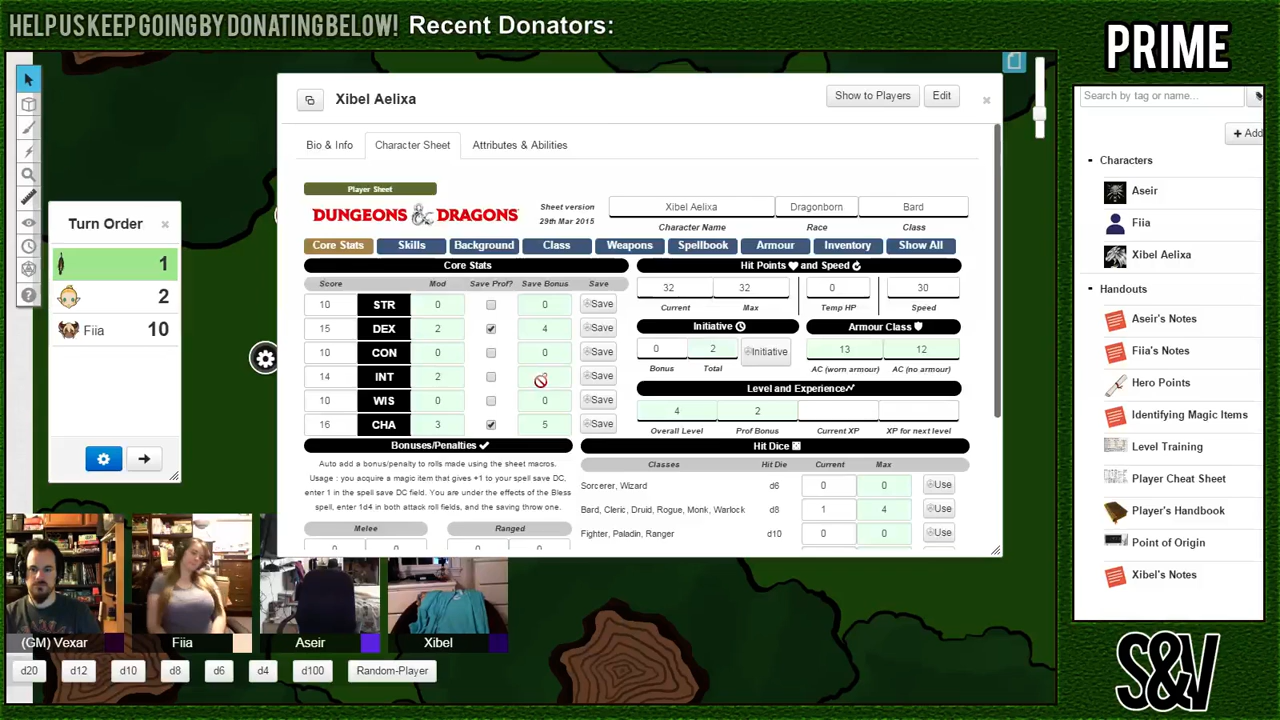 HELP US KEEP GOING BY DONATING BELOW! Recent Donators:
PRIME
Xibel Aelixa
Show to Players
Edit
Search by tag or name...
+ Add
Bio & Info
Character Sheet
Attributes & Abilities
Characters
Aseir
Fiia
Xibel Aelixa
Handouts
Aseir's Notes
Fiia's Notes
Hero Points
Identifying Magic Items
Level Training
Player Cheat Sheet
Player's Handbook
Point of Origin
Xibel's Notes
Turn Order
1
2
Fiia 10
Player Sheet
DUNGEONS & DRAGONS
Sheet version
29th Mar 2015
Xibel Aelixa Dragonborn Bard
Character Name Race Class
Core Stats Skills Background Class Weapons Spellbook Armour Inventory Show All
Core Stats
Score Mod Save Prof? Save Bonus Save
10 STR 0 0 Save
15 DEX 2 4 Save
10 CON 0 0 Save
14 INT 2 Save
10 WIS 0 0 Save
16 CHA 3 5 Save
Hit Points and Speed
32 32 0 30
Current Max Temp HP Speed
Initiative
0 2 Initiative
Bonus Total
Armour Class
13 12
AC (worn armour) AC (no armour)
Level and Experience
4 2
Overall Level Prof Bonus Current XP XP for next level
Bonuses/Penalties
Auto add a bonus/penalty to rolls made using the sheet macros.
Usage : you acquire a magic item that gives +1 to your spell save DC,
enter 1 in the spell save DC field. You are under the effects of the Bless
spell, enter 1d4 in both attack roll fields, and the saving throw one.
Melee Ranged
0 0 0 0
Hit Dice
Classes Hit Die Current Max
Sorcerer, Wizard d6 0 0 Use
Bard, Cleric, Druid, Rogue, Monk, Warlock d8 1 4 Use
Fighter, Paladin, Ranger d10 0 0 Use
(GM) Vexar
Fiia
Aseir
Xibel
d20 d12 d10 d8 d6 d4 d100 Random-Player
S&V